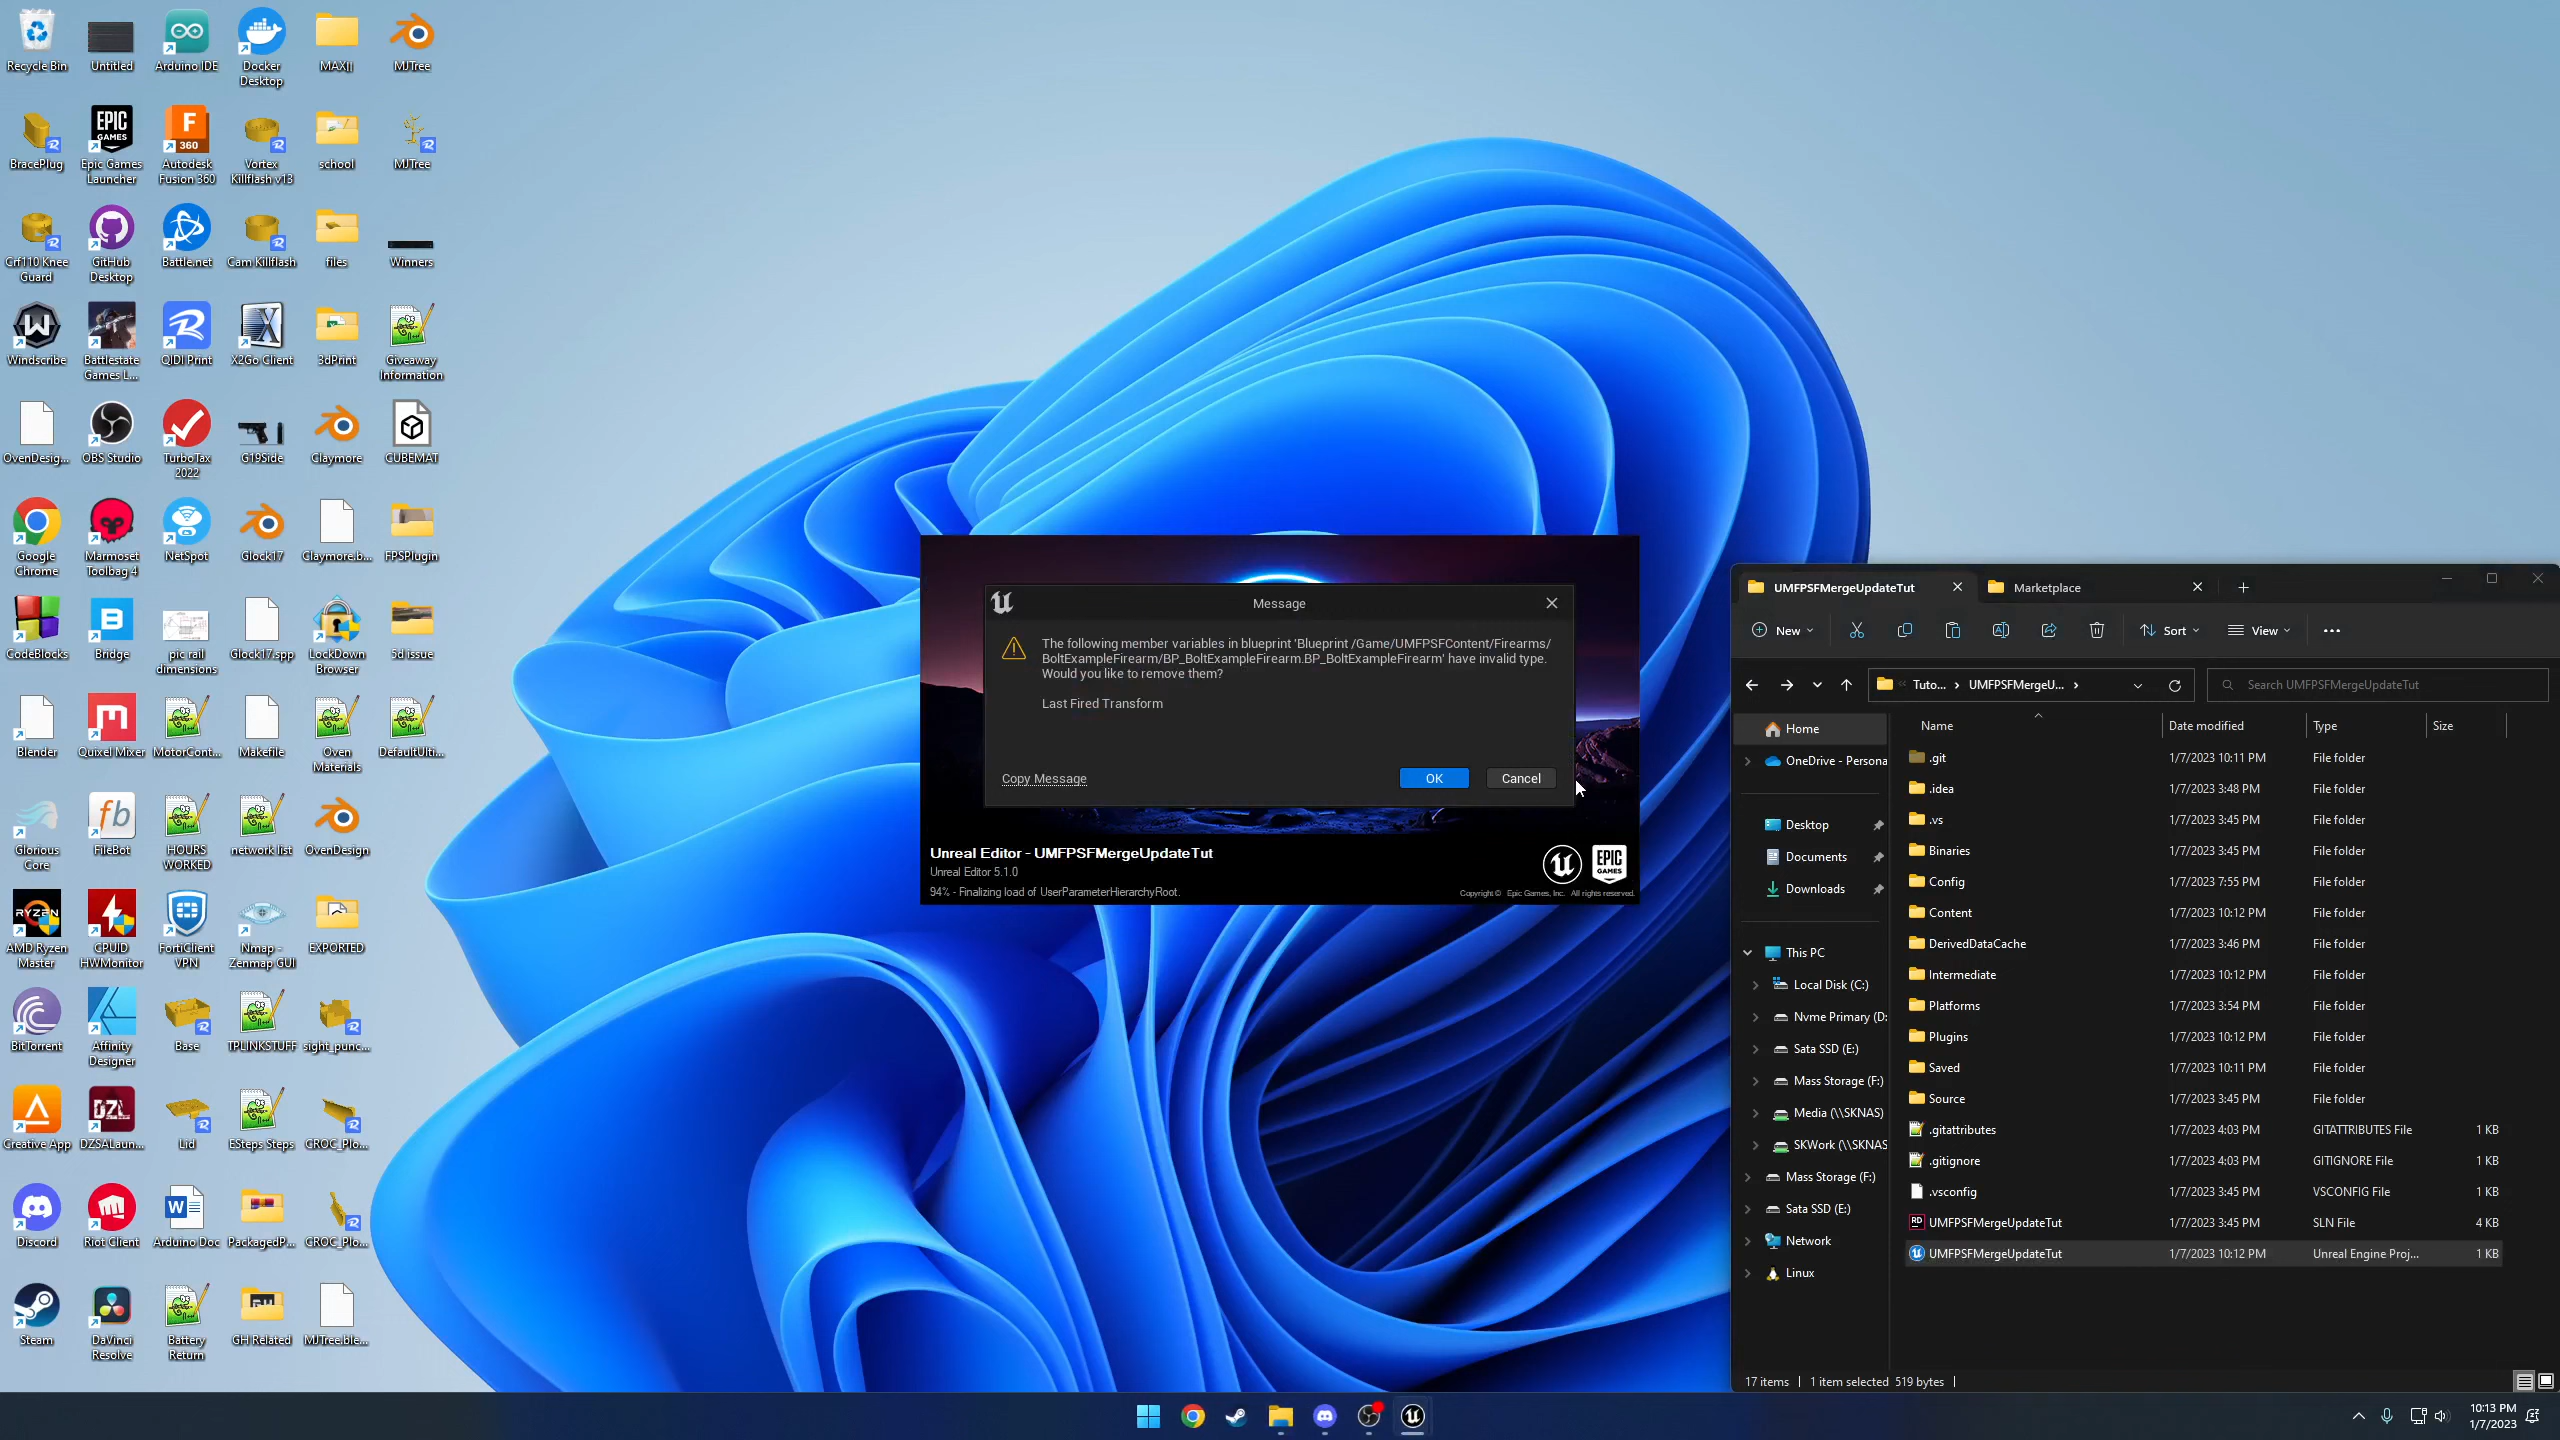 Recycle Bin
Untitled
Arduino IDE
Docker
Desktop
MAX||
MJTree
BracePlug
EPIC
GAMES
Epic Games
Launcher
F
360
Autodesk
Fusion 360
Vortex
Killflash v13
school
MJTree
Crf110 Knee
Guard
GitHub
Desktop
Battle.net
Cam Killflash
files
Winners
Windscribe
Battlestate
Games L...
QIDI Print
X2Go Client
3dPrint
Giveaway
Information
OvenDesig...
OBS Studio
TurboTax
2022
G19Side
Claymore
CUBEMAT
Google
Chrome
Marmoset
Toolbag 4
NetSpot
Glock17
Claymore.b...
FPSPlugin
CodeBlocks
Bridge
pic rail
dimensions
Glock17.spp
LockDown
Browser
5d issue
Blender
Quixel Mixer
MotorCont...
Makefile
Oven
Materials
DefaultUlti...
Glorious
Core
FileBot
HOURS
WORKED
network list
OvenDesign
RYZEN
AMD Ryzen
Master
CPUID
HWMonitor
FortiClient
VPN
Nmap -
Zenmap GUI
EXPORTED
BitTorrent
Affinity
Designer
Base
TPLINKSTUFF
sight_punc...
Creative App
DZL
DZSALaun...
Lid
ESteps Steps
CROC_Plo...
Discord
Riot Client
Arduino Doc
PackagedP...
CROC_Plo...
Steam
DaVinci
Resolve
Battery
Return
GH Related
MJTree.ble...
Message
The following member variables in blueprint 'Blueprint /Game/UMFPSFContent/Firearms/
BoltExampleFirearm/BP_BoltExampleFirearm.BP_BoltExampleFirearm' have invalid type.
Would you like to remove them?
Last Fired Transform
Copy Message
OK
Cancel
Unreal Editor - UMFPSFMergeUpdateTut
Unreal Editor 5.1.0
94% - Finalizing load of UserParameterHierarchyRoot.
EPIC
GAMES
Copyright © Epic Games, Inc. All rights reserved.
UMFPSFMergeUpdateTut
Marketplace
New
Sort
View
Tuto...
UMFPSFMergeU...
Search UMFPSFMergeUpdateTut
Home
OneDrive - Persona
Desktop
Documents
Downloads
This PC
Local Disk (C:)
Nvme Primary (D:
Sata SSD (E:)
Mass Storage (F:)
Media (\\SKNAS)
SKWork (\\SKNAS
Mass Storage (F:)
Sata SSD (E:)
Network
Linux
Name Date modified Type Size
.git 1/7/2023 10:11 PM File folder
.idea 1/7/2023 3:48 PM File folder
.vs 1/7/2023 3:45 PM File folder
Binaries 1/7/2023 3:45 PM File folder
Config 1/7/2023 7:55 PM File folder
Content 1/7/2023 10:12 PM File folder
DerivedDataCache 1/7/2023 3:46 PM File folder
Intermediate 1/7/2023 10:12 PM File folder
Platforms 1/7/2023 3:54 PM File folder
Plugins 1/7/2023 10:12 PM File folder
Saved 1/7/2023 10:11 PM File folder
Source 1/7/2023 3:45 PM File folder
.gitattributes 1/7/2023 4:03 PM GITATTRIBUTES File 1 KB
.gitignore 1/7/2023 4:03 PM GITIGNORE File 1 KB
.vsconfig 1/7/2023 3:45 PM VSCONFIG File 1 KB
UMFPSFMergeUpdateTut 1/7/2023 3:45 PM SLN File 4 KB
UMFPSFMergeUpdateTut 1/7/2023 10:12 PM Unreal Engine Proj... 1 KB
17 items 1 item selected 519 bytes
10:13 PM
1/7/2023